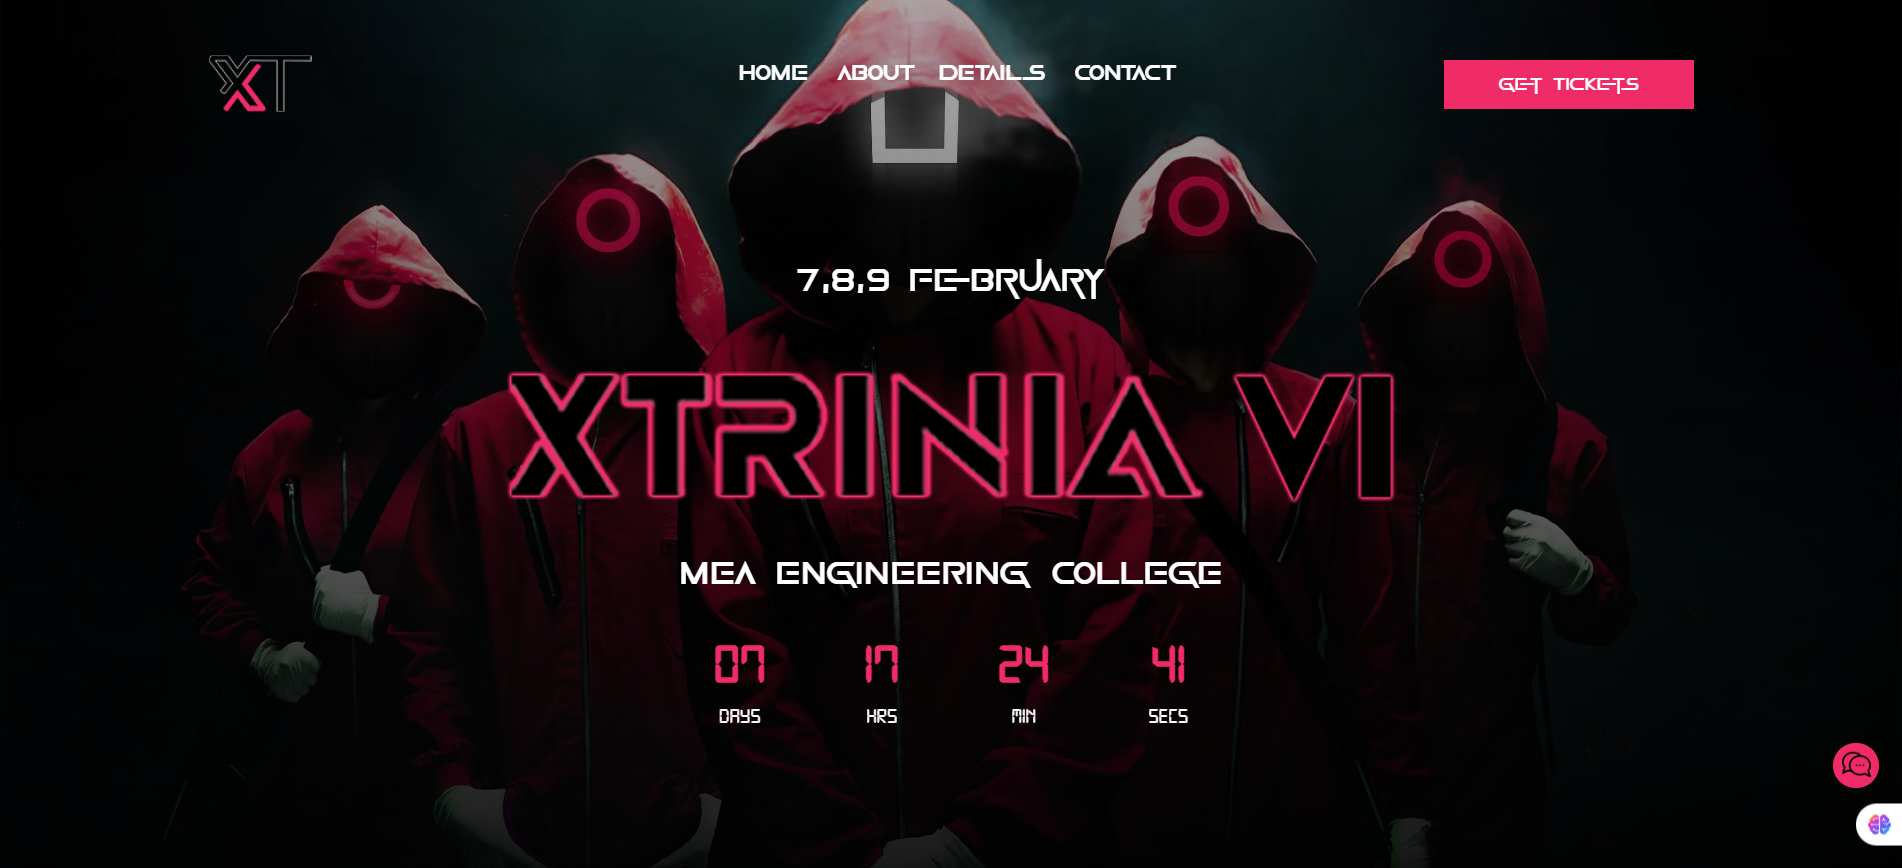 XT
HOME ABOUT DETAILS CONTACT
GET TICKETS
7,8,9 FEBRUARY
XTRINIA VI
MEA ENGINEERING COLLEGE
07 17 24 41
DAYS HRS MIN SECS